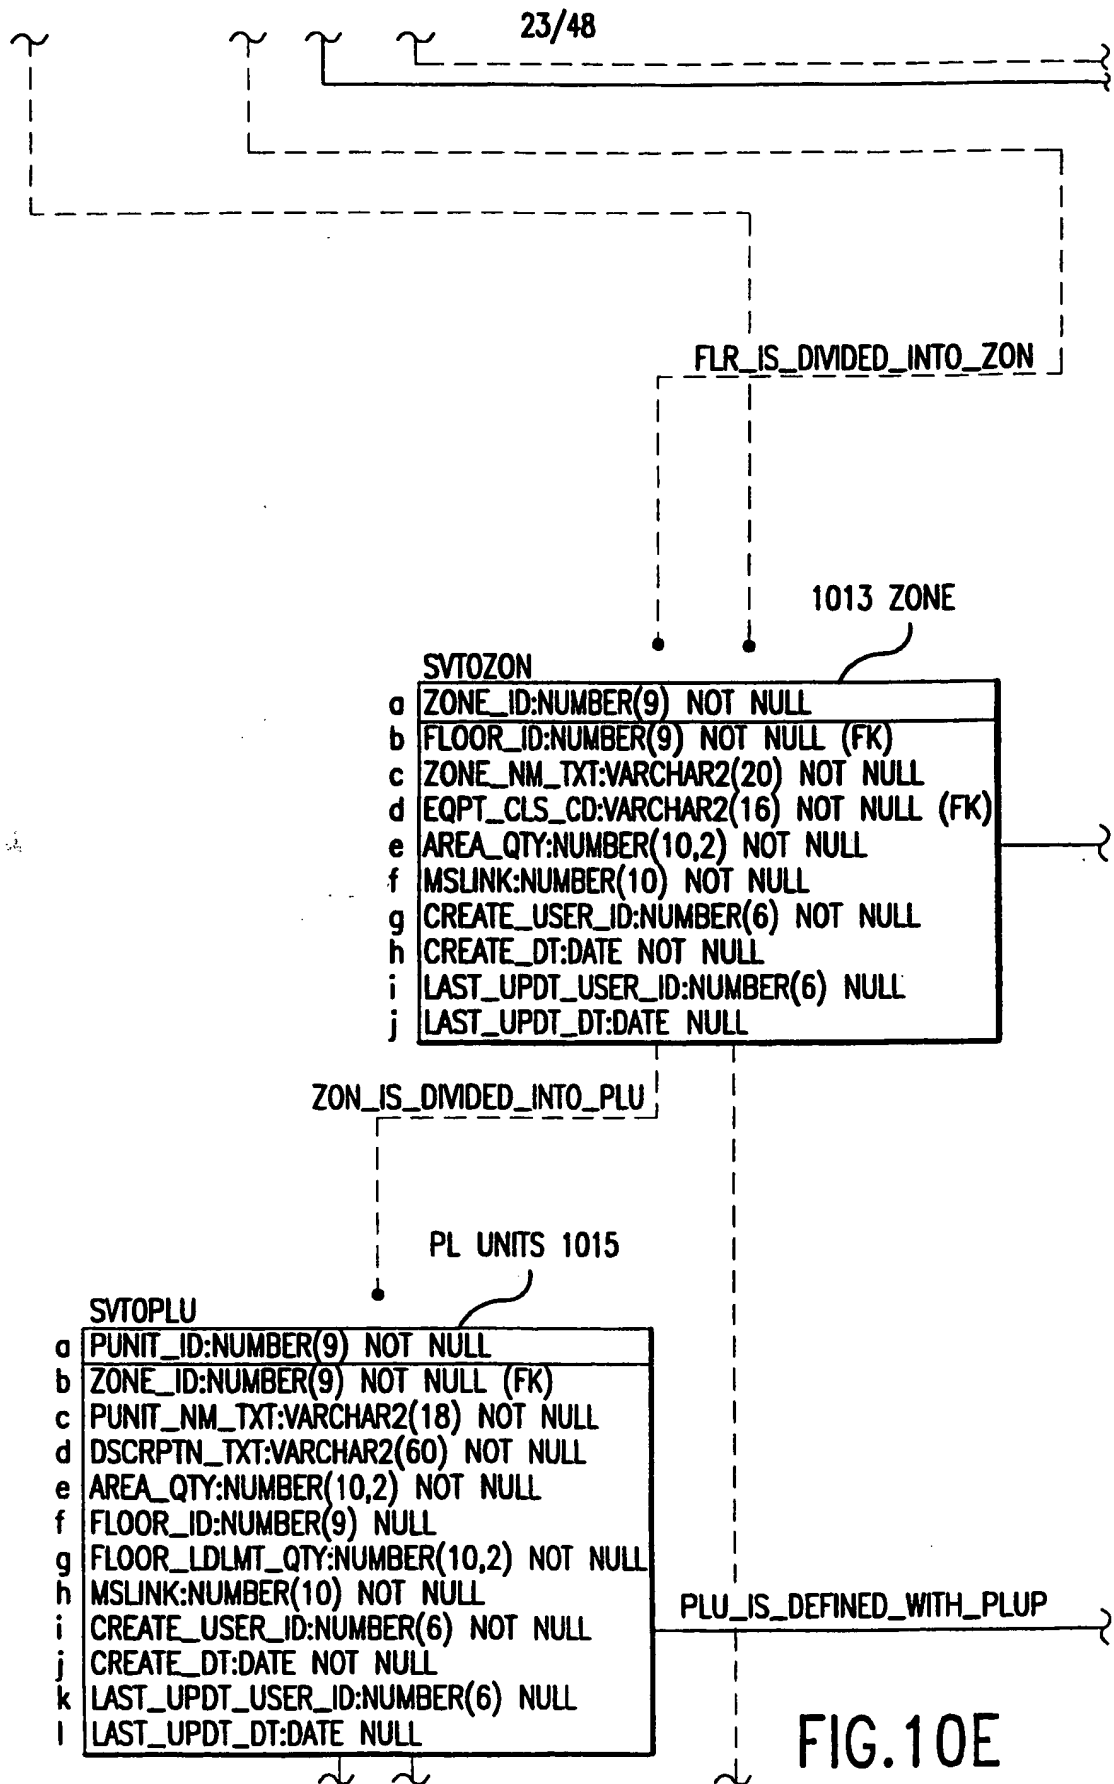 23/48
FLR_IS_DIVIDED_INTO_ZON
1013 ZONE
SVTOZON
a ZONE_ID:NUMBER(9) NOT NULL
b FLOOR_ID:NUMBER(9) NOT NULL (FK)
c ZONE_NM_TXT:VARCHAR2(20) NOT NULL
d EQPT_CLS_CD:VARCHAR2(16) NOT NULL (FK)
e AREA_QTY:NUMBER(10,2) NOT NULL
f MSLINK:NUMBER(10) NOT NULL
g CREATE_USER_ID:NUMBER(6) NOT NULL
h CREATE_DT:DATE NOT NULL
i LAST_UPDT_USER_ID:NUMBER(6) NULL
j LAST_UPDT_DT:DATE NULL
ZON_IS_DIVIDED_INTO_PLU
PL UNITS 1015
SVTOPLU
a PUNIT_ID:NUMBER(9) NOT NULL
b ZONE_ID:NUMBER(9) NOT NULL (FK)
c PUNIT_NM_TXT:VARCHAR2(18) NOT NULL
d DSCRPTN_TXT:VARCHAR2(60) NOT NULL
e AREA_QTY:NUMBER(10,2) NOT NULL
f FLOOR_ID:NUMBER(9) NULL
g FLOOR_LDLMT_QTY:NUMBER(10,2) NOT NULL
h MSLINK:NUMBER(10) NOT NULL
i CREATE_USER_ID:NUMBER(6) NOT NULL
j CREATE_DT:DATE NOT NULL
k LAST_UPDT_USER_ID:NUMBER(6) NULL
l LAST_UPDT_DT:DATE NULL
PLU_IS_DEFINED_WITH_PLUP
FIG.10E